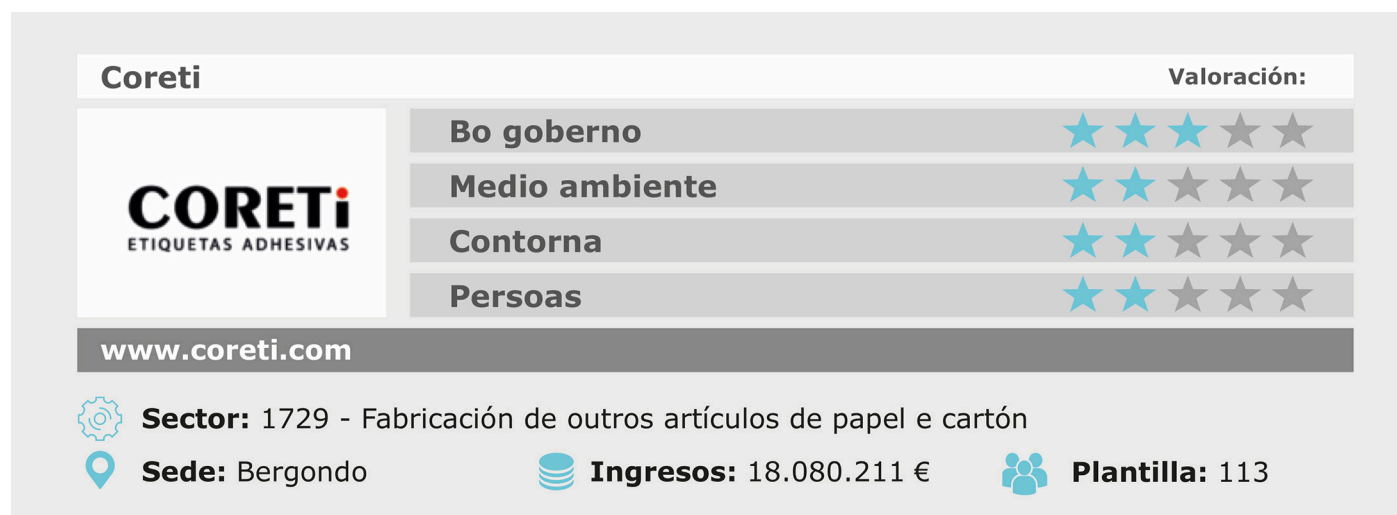 Coreti
Valoración:
CORETi
ETIQUETAS ADHESIVAS
Bo goberno
Medio ambiente
Contorna
Persoas
www.coreti.com
Sector: 1729 - Fabricación de outros artículos de papel e cartón
Sede: Bergondo
Ingresos: 18.080.211 €
Plantilla: 113